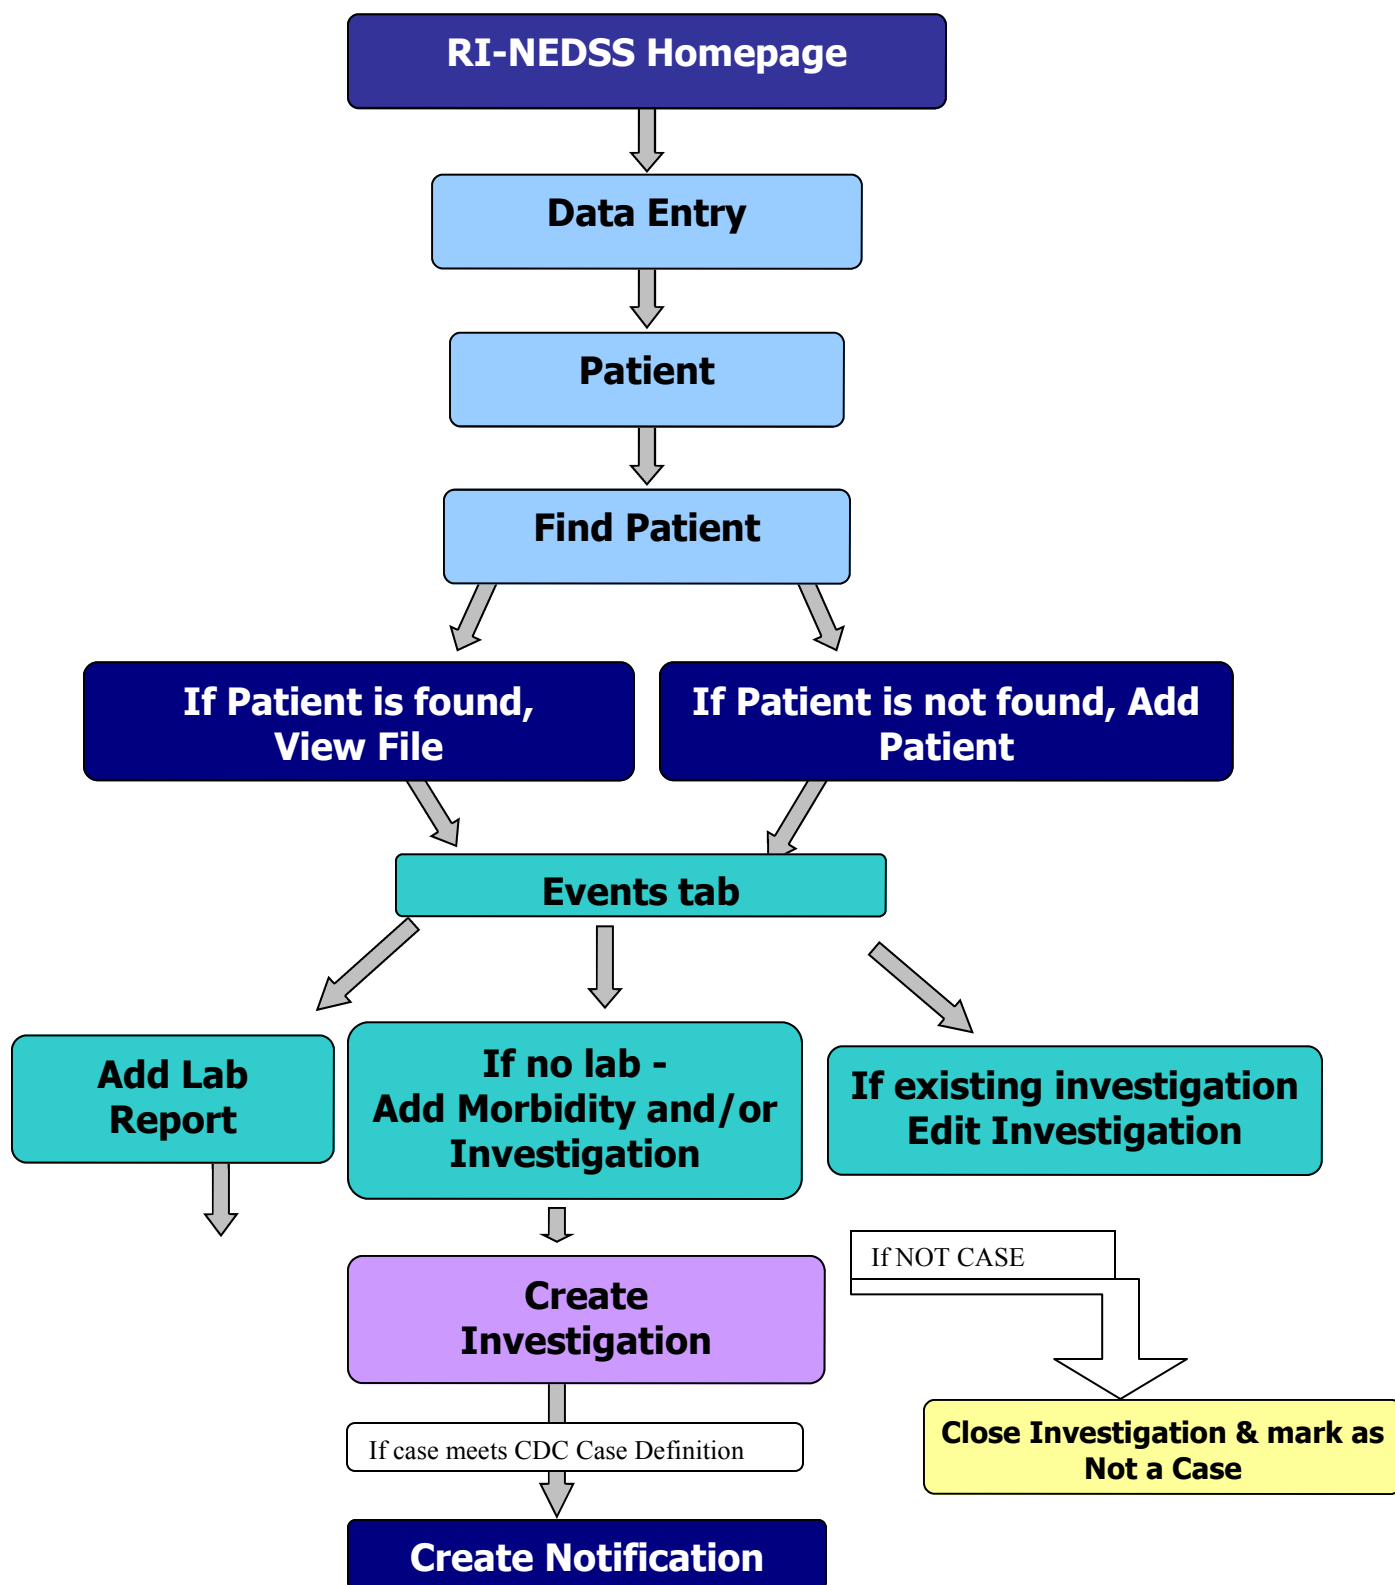 RI-NEDSS Homepage
Data Entry
Patient
Find Patient
If Patient is found,
View File
If Patient is not found, Add
Patient
Events tab
Add Lab
Report
If no lab -
Add Morbidity and/or
Investigation
If existing investigation
Edit Investigation
If NOT CASE
Create
Investigation
Close Investigation & mark as
Not a Case
If case meets CDC Case Definition
Create Notification